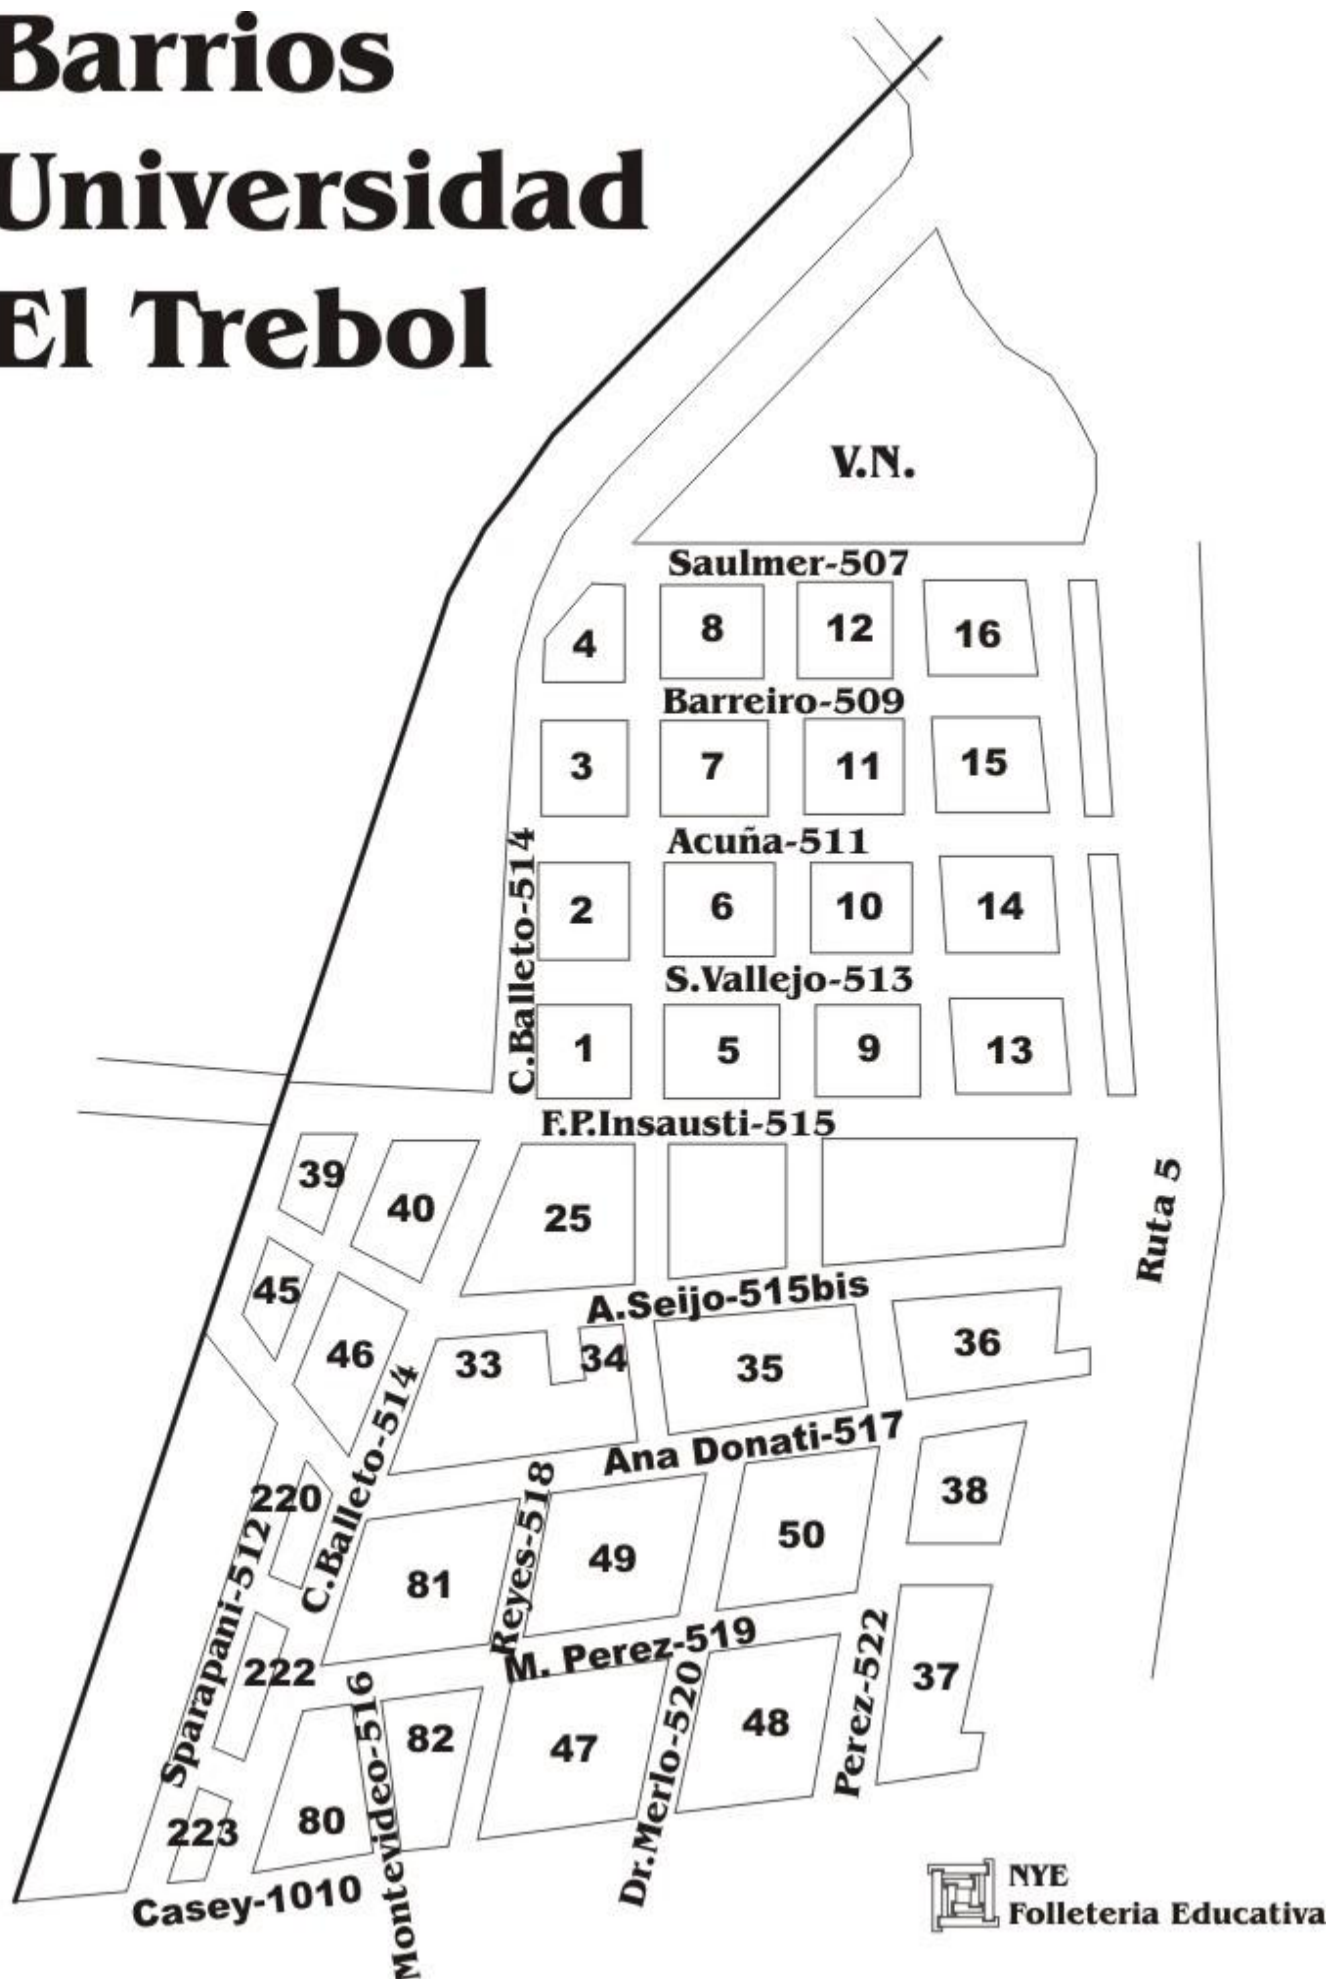 Barrios
Universidad
El Trebol
V.N.
Saulmer-507
4 8 12 16
Barreiro-509
3 7 11 15
Acuña-511
2 6 10 14
C.Balleto-514
S.Vallejo-513
1 5 9 13
F.P.Insausti-515
39 40 25
Ruta 5
45
A.Seijo-515bis
46 33 34 35 36
C.Balleto-514
Ana Donati-517
220 38
Reyes-518
50
81 49
Sparapani-512
M. Perez-519
222 37
Perez-522
Montevideo-516
82 47 48
Dr.Merlo-520
223 80
Casey-1010
NYE
Folleteria Educativa